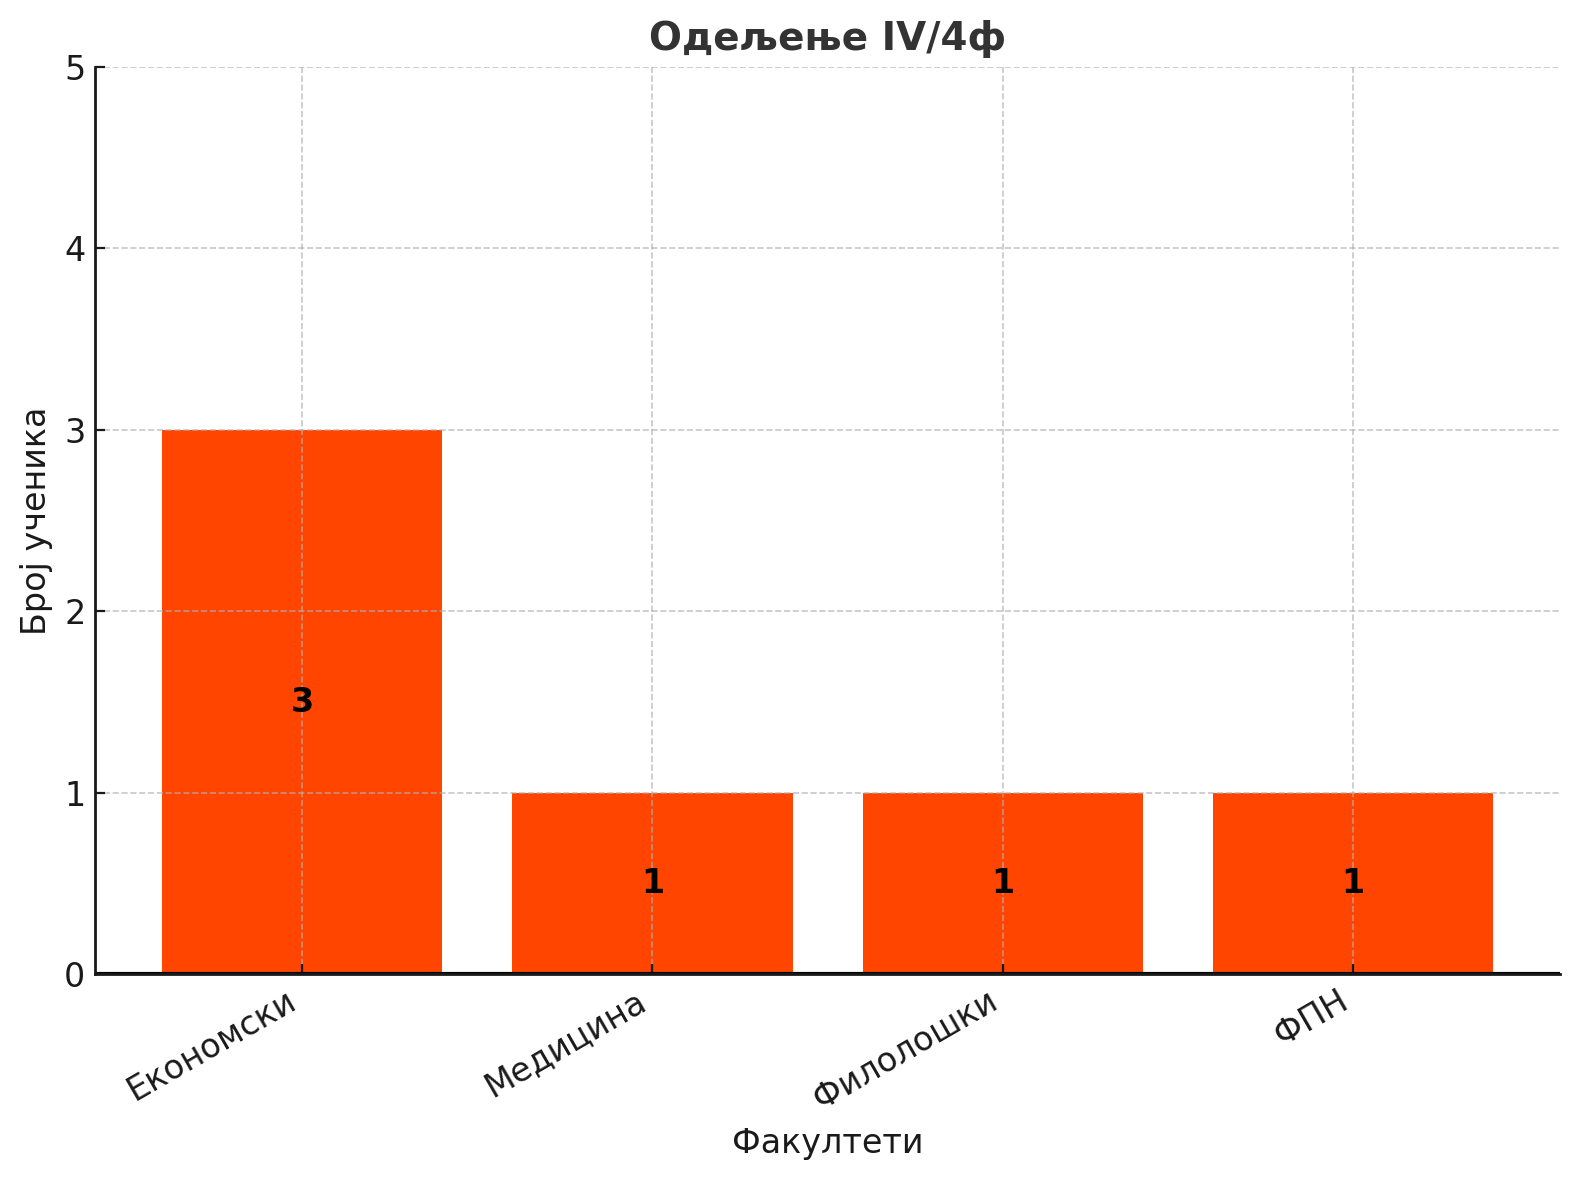 Одељење IV/4ф
Број ученика
5
4
3
2
1
0
3
1
1
1
Економски
Медицина
Филолошки
ФПН
Факултети